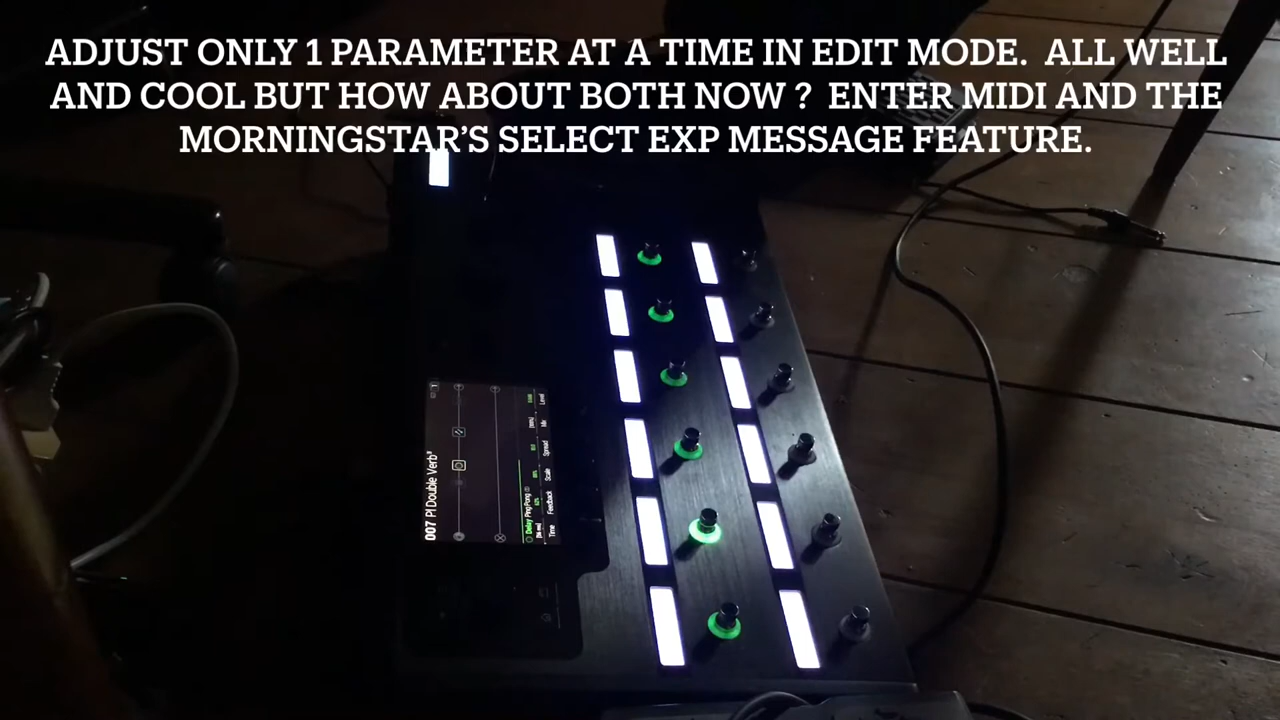 ADJUST ONLY 1 PARAMETER AT A TIME IN EDIT MODE.  ALL WELL
AND COOL BUT HOW ABOUT BOTH NOW ?  ENTER MIDI AND THE
MORNINGSTAR’S SELECT EXP MESSAGE FEATURE.
007 Pl Double Verb
Delay Ping Pong
Time Feedback Scale Spread Mix Level